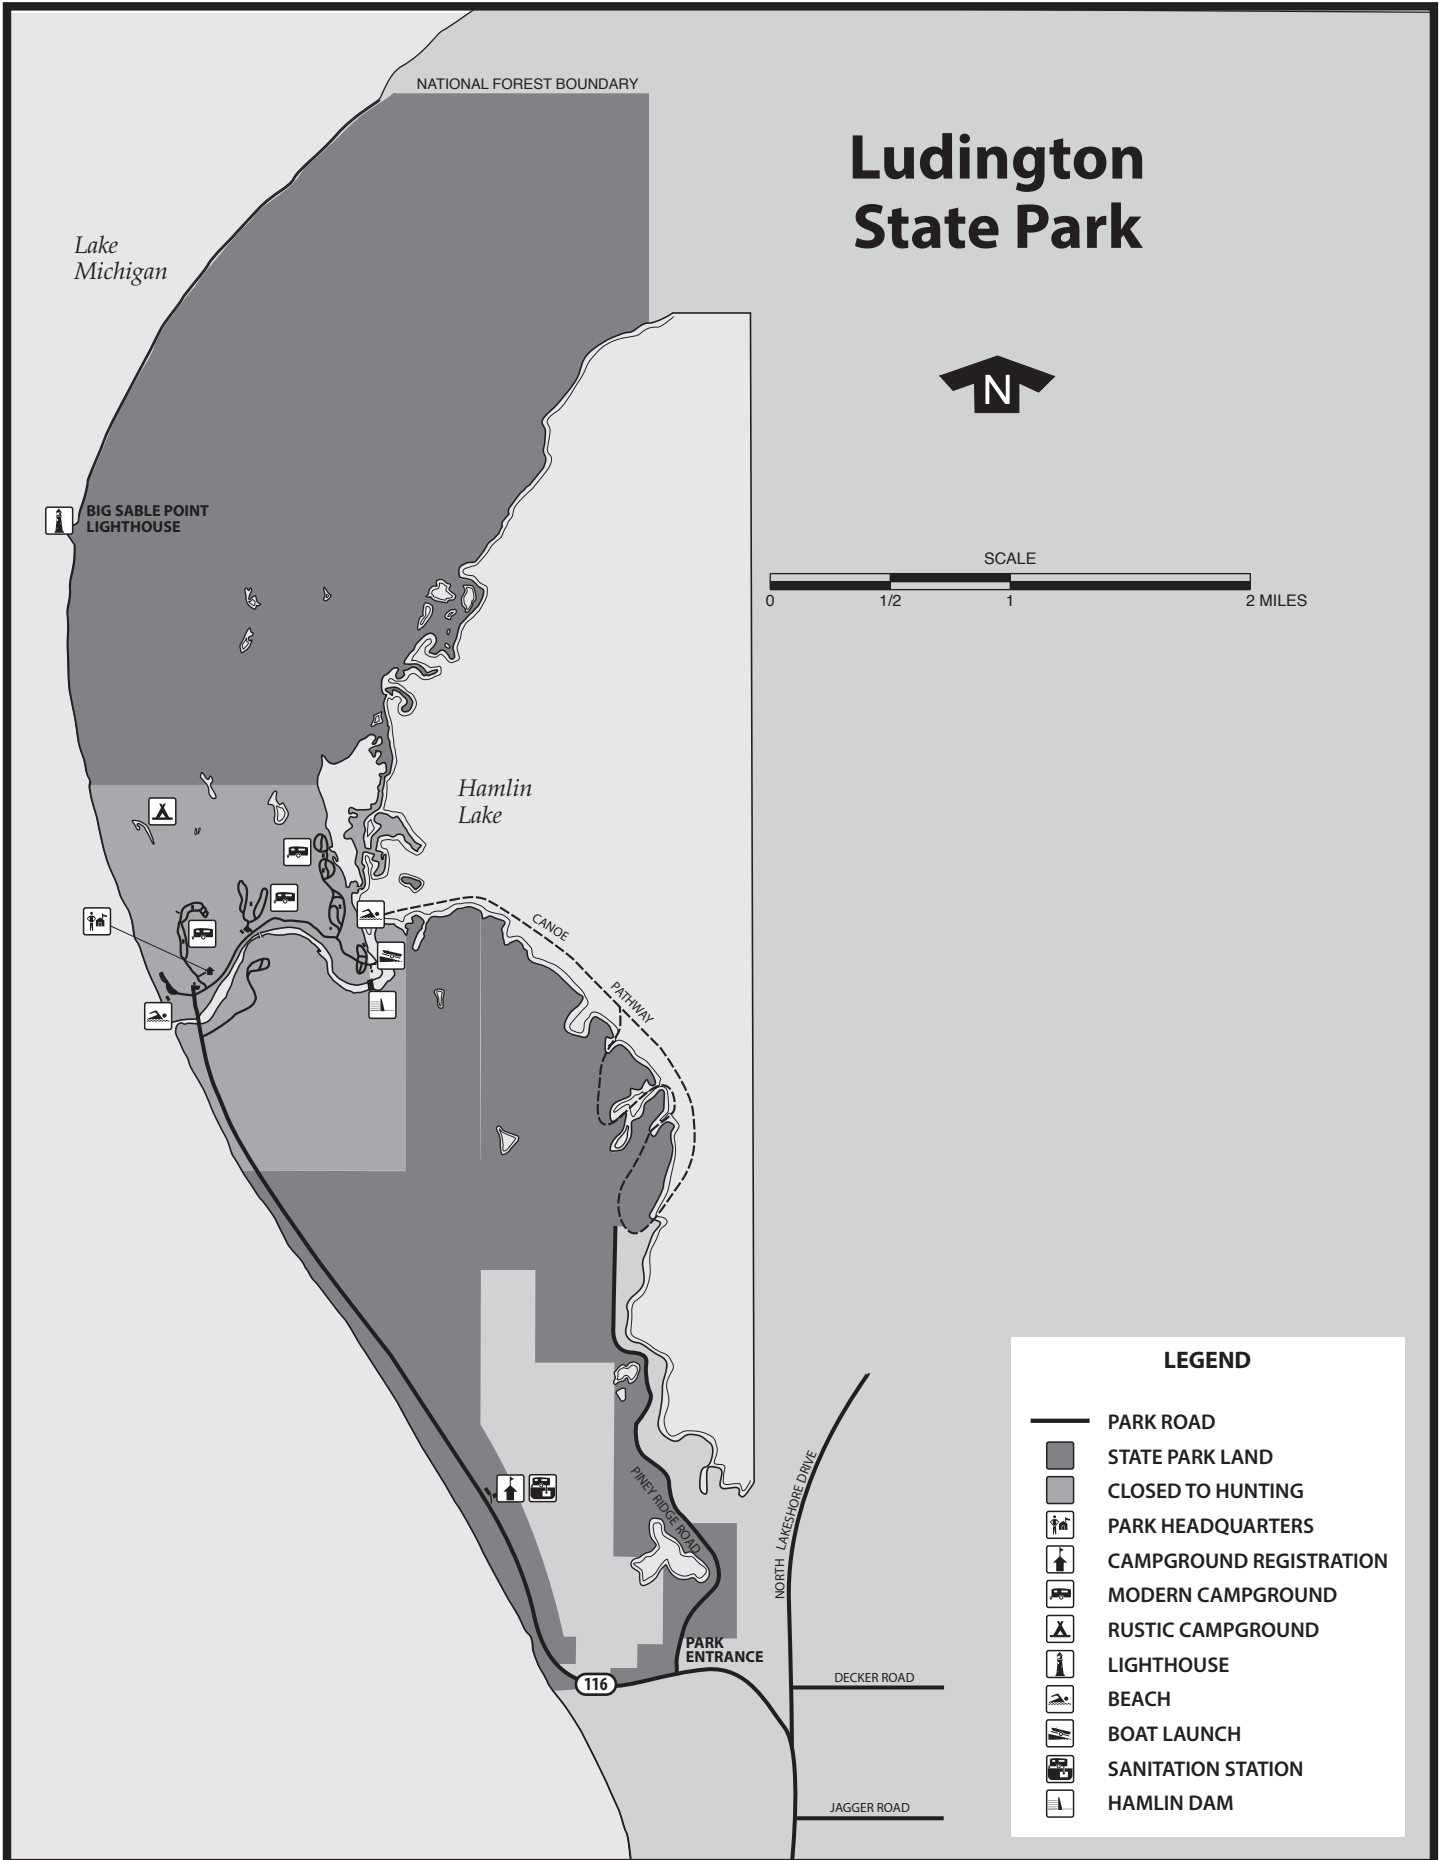 NATIONAL FOREST BOUNDARY
Ludington
State Park
Lake
Michigan
N
BIG SABLE POINT
LIGHTHOUSE
SCALE
0 1/2 1 2 MILES
Hamlin
Lake
CANOE
PATHWAY
PINEY RIDGE ROAD
NORTH LAKESHORE DRIVE
PARK
ENTRANCE
116
DECKER ROAD
JAGGER ROAD
LEGEND
PARK ROAD
STATE PARK LAND
CLOSED TO HUNTING
PARK HEADQUARTERS
CAMPGROUND REGISTRATION
MODERN CAMPGROUND
RUSTIC CAMPGROUND
LIGHTHOUSE
BEACH
BOAT LAUNCH
SANITATION STATION
HAMLIN DAM